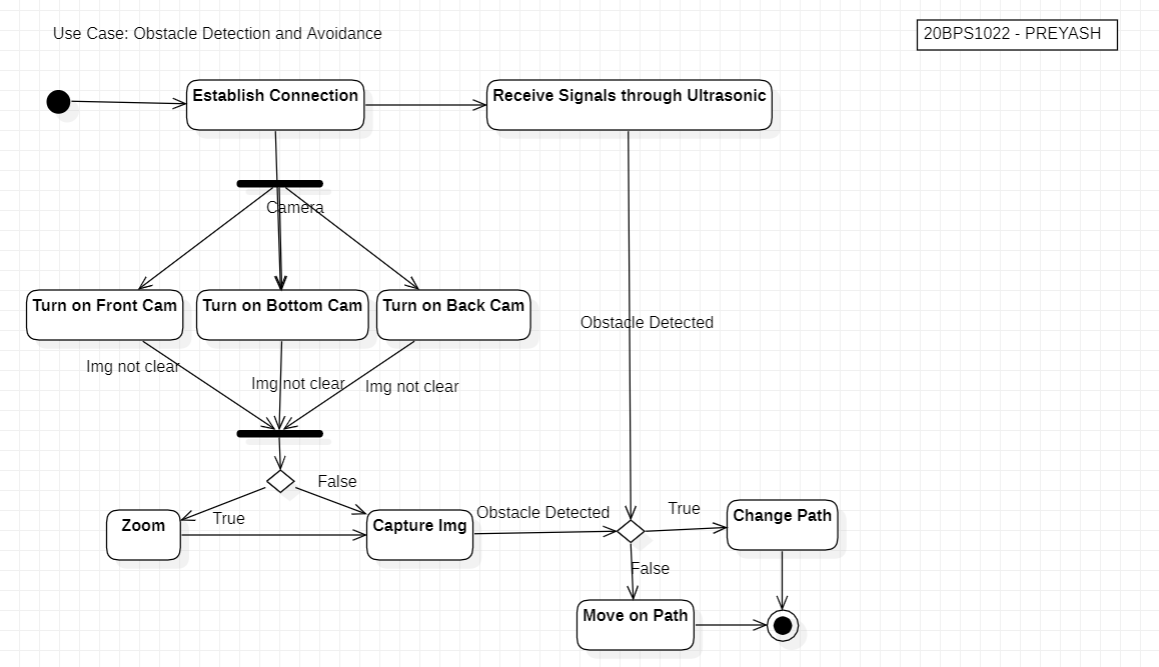 Use Case: Obstacle Detection and Avoidance
20BPS1022 - PREYASH
Establish Connection
Receive Signals through Ultrasonic
Camera
Turn on Front Cam
Turn on Bottom Cam
Turn on Back Cam
Obstacle Detected
Img not clear
Img not clear
Img not clear
False
True
Zoom
Capture Img
Obstacle Detected
True
Change Path
False
Move on Path